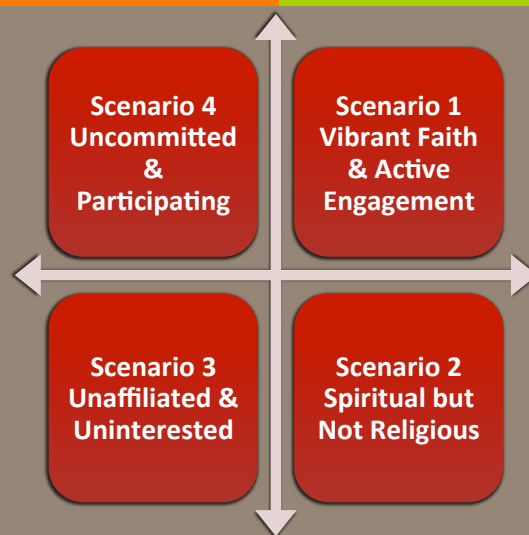 Scenario 4
Uncommitted
&
Participating
Scenario 1
Vibrant Faith
& Active
Engagement
Scenario 3
Unaffiliated &
Uninterested
Scenario 2
Spiritual but
Not Religious